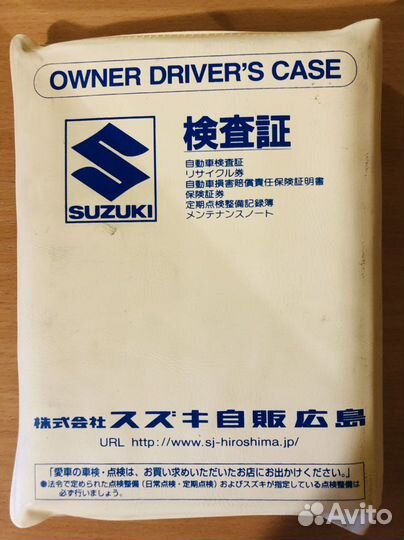 OWNER DRIVER'S CASE
SUZUKI
検査証
自動車検査証
リサイクル券
自動車損害賠償責任保険証明書
保険証券
定期点検整備記録簿
メンテナンスノート
株式会社スズキ自販広島
URL http://www.sj-hiroshima.jp/
「愛車の車検・点検は、お買い求めいただいたお店にお出かけください。」
●法令で定められた点検整備（日常点検・定期点検）およびスズキが指定している点検整備は
必ず行いましょう。
Avito